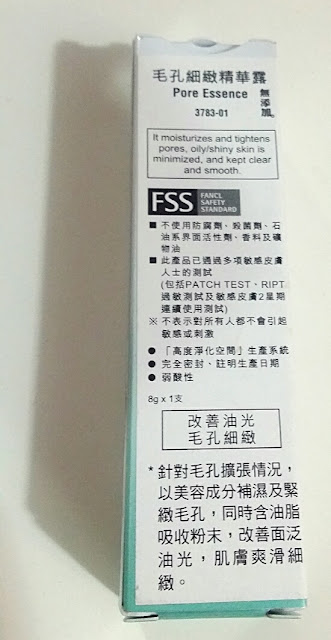 毛孔細緻精華露
Pore Essence
無添加
3783-01
It moisturizes and tightens
pores, oily/shiny skin is
minimized, and kept clear
and smooth.
FSS FANCL
SAFETY
STANDARD
■ 不使用防腐劑、殺菌劑、石
油系界面活性劑、香料及礦
物油
■ 此產品已通過多項敏感皮膚
人士的測試
(包括PATCH TEST、RIPT
過敏測試及敏感皮膚2星期
連續使用測試)
※ 不表示對所有人都不會引起
敏感或刺激
● 「高度淨化空間」生產系統
● 完全密封、註明生產日期
● 弱酸性
8g x 1支
改善油光
毛孔細緻
*針對毛孔擴張情況，
以美容成分補濕及緊
緻毛孔，同時含油脂
吸收粉末，改善面泛
油光，肌膚爽滑細
緻。